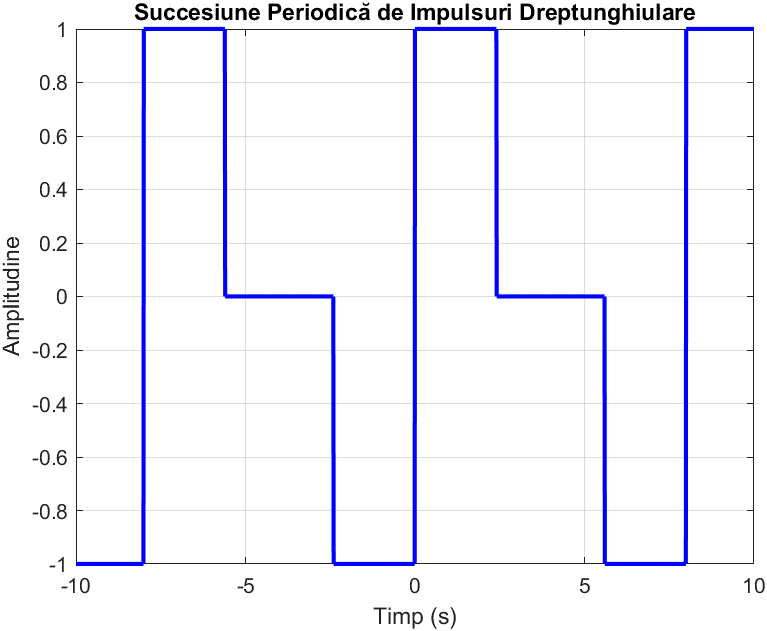 Succesiune Periodică de Impulsuri Dreptunghiulare
1
0.8
0.6
0.4
0.2
0
-0.2
-0.4
-0.6
-0.8
-1
Amplitudine
-10 -5 0 5 10
Timp (s)